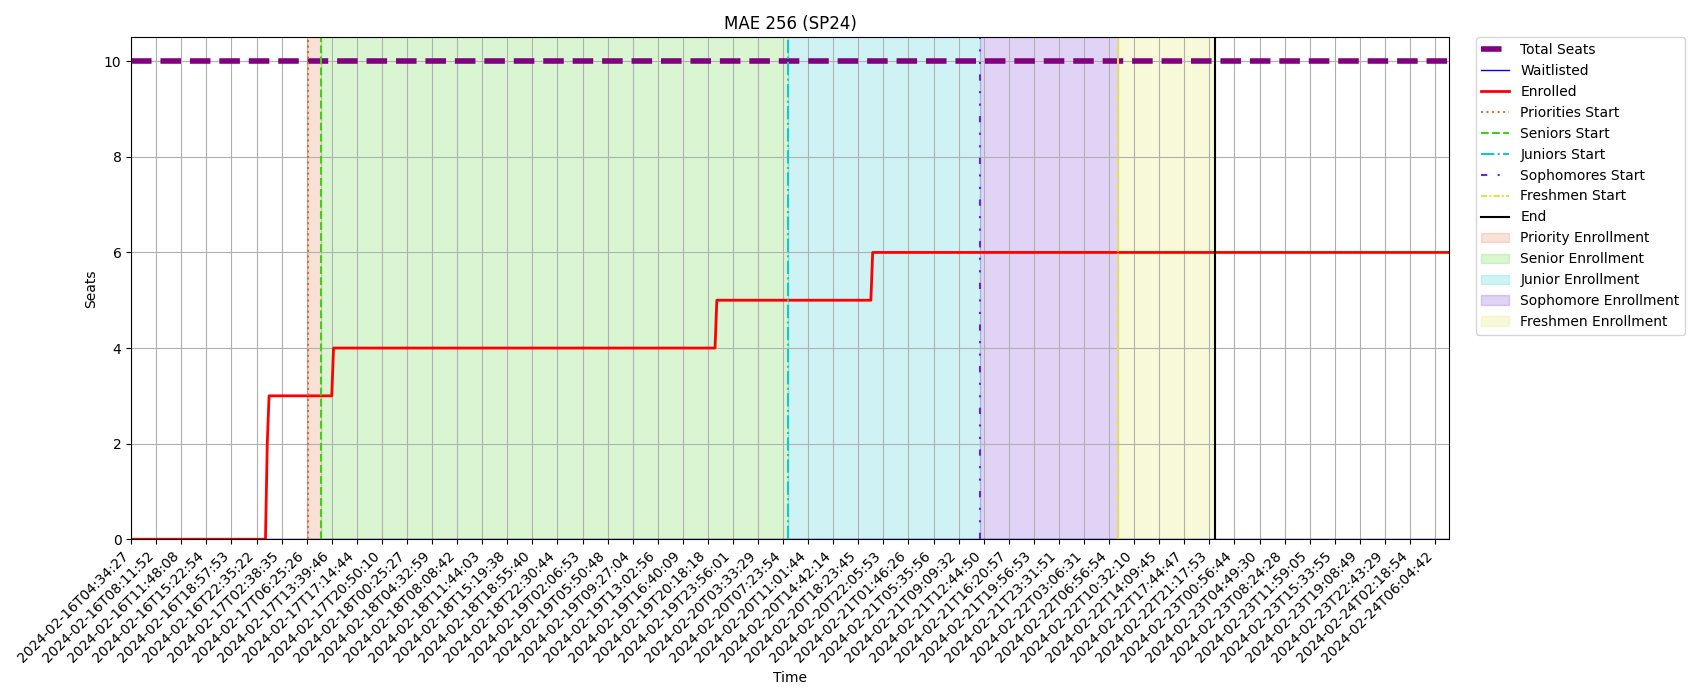 MAE 256 (SP24)
10
8
6
4
2
0
Seats
2024-02-16T04:34:27
2024-02-16T08:11:52
2024-02-16T11:48:08
2024-02-16T15:22:54
2024-02-16T18:57:53
2024-02-16T22:35:22
2024-02-17T02:38:35
2024-02-17T06:25:26
2024-02-17T13:39:46
2024-02-17T17:14:44
2024-02-17T20:50:10
2024-02-18T00:25:27
2024-02-18T04:32:59
2024-02-18T08:08:42
2024-02-18T11:44:03
2024-02-18T15:19:38
2024-02-18T18:55:40
2024-02-18T22:30:44
2024-02-19T02:06:53
2024-02-19T05:50:48
2024-02-19T09:27:04
2024-02-19T13:02:56
2024-02-19T16:40:09
2024-02-19T20:18:18
2024-02-19T23:56:01
2024-02-20T03:33:29
2024-02-20T07:23:54
2024-02-20T11:01:44
2024-02-20T14:42:14
2024-02-20T18:23:45
2024-02-20T22:05:53
2024-02-21T01:46:26
2024-02-21T05:35:56
2024-02-21T09:09:32
2024-02-21T12:44:50
2024-02-21T16:20:57
2024-02-21T19:56:53
2024-02-21T23:31:51
2024-02-22T03:06:31
2024-02-22T06:56:54
2024-02-22T10:32:10
2024-02-22T14:09:45
2024-02-22T17:44:47
2024-02-22T21:17:53
2024-02-23T00:56:44
2024-02-23T04:49:30
2024-02-23T08:24:28
2024-02-23T11:59:05
2024-02-23T15:33:55
2024-02-23T19:08:49
2024-02-23T22:43:29
2024-02-24T02:18:54
2024-02-24T06:04:42
Time
Total Seats
Waitlisted
Enrolled
Priorities Start
Seniors Start
Juniors Start
Sophomores Start
Freshmen Start
End
Priority Enrollment
Senior Enrollment
Junior Enrollment
Sophomore Enrollment
Freshmen Enrollment